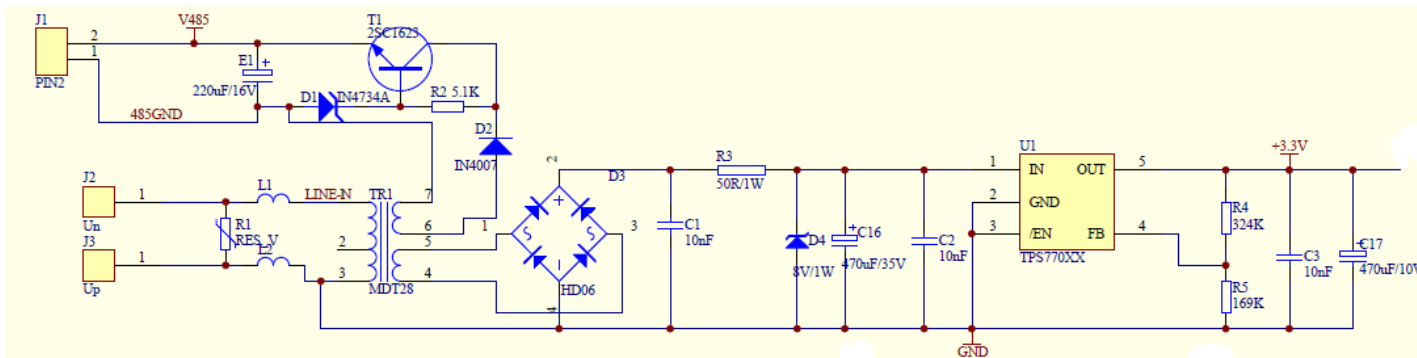 J1
2
1
PIN2
V485
E1
+
220uF/16V
485GND
T1
2SC1623
D1
IN4734A
R2 5.1K
D2
IN4007
J2
1
Un
J3
1
Up
L1
LINE-IN
R1
RES_V
L2
TR1
7
6
5
4
2
3
MDT28
1
2
3
4
+
S
S
D3
HD06
C1
10nF
R3
50R/1W
D4
8V/1W
+
C16
470uF/35V
C2
10nF
U1
1
2
3
IN
GND
/EN
OUT
FB
5
4
TPS770XX
GND
R4
324K
R5
169K
+3.3V
C3
10nF
+
C17
470uF/10V